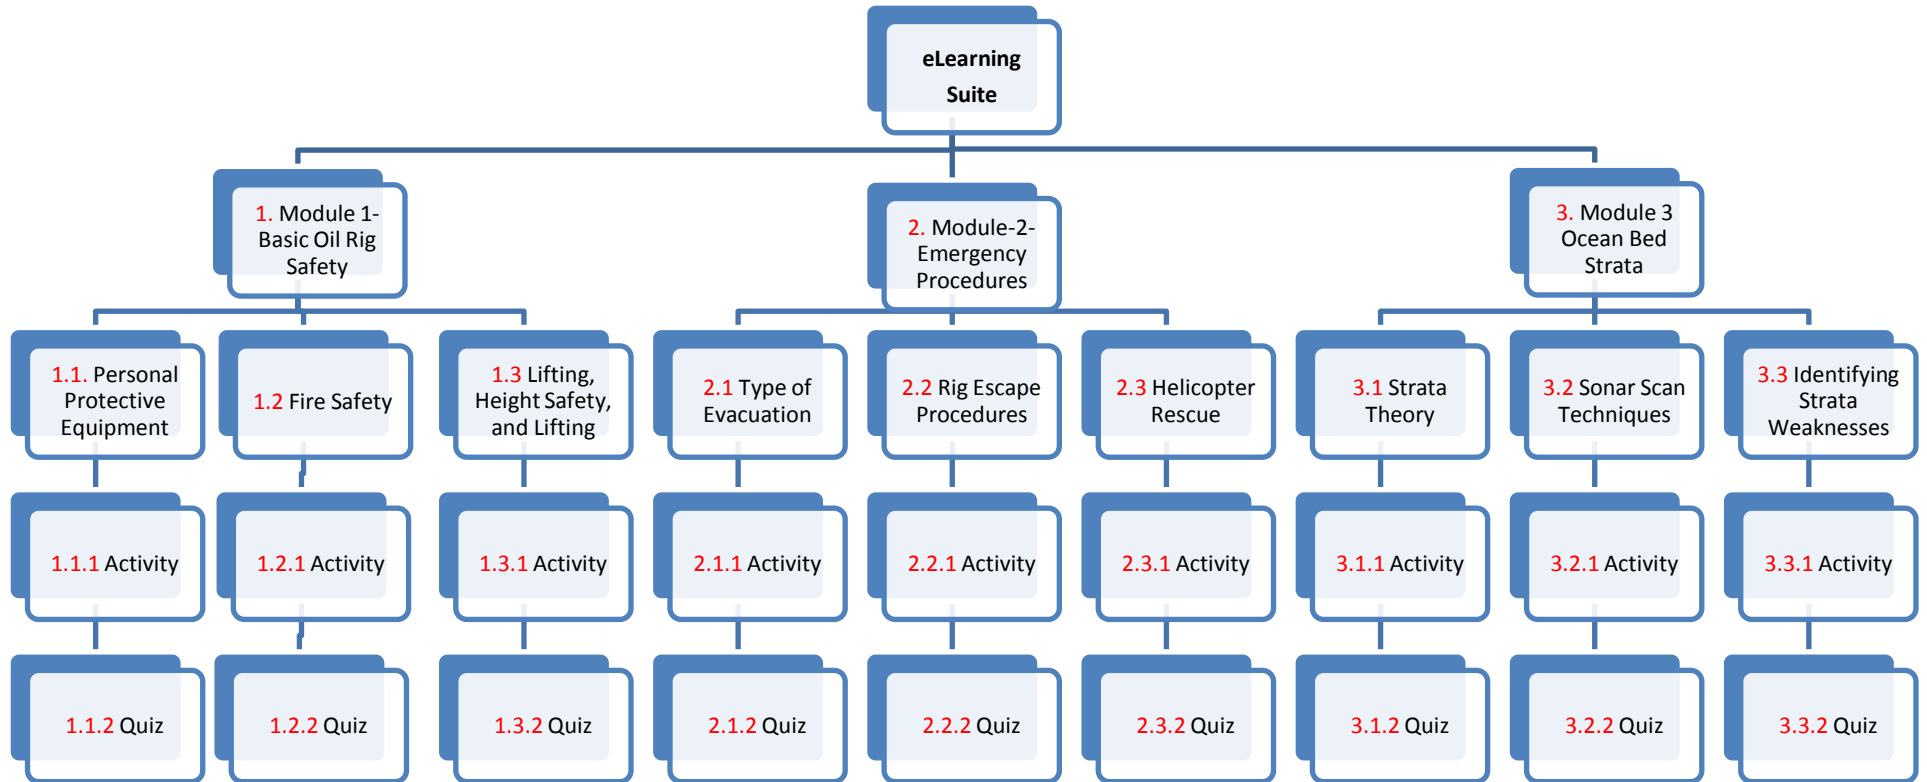 eLearning
Suite
1. Module 1-
Basic Oil Rig
Safety
2. Module-2-
Emergency
Procedures
3. Module 3
Ocean Bed
Strata
1.1. Personal
Protective
Equipment
1.2 Fire Safety
1.3 Lifting,
Height Safety,
and Lifting
2.1 Type of
Evacuation
2.2 Rig Escape
Procedures
2.3 Helicopter
Rescue
3.1 Strata
Theory
3.2 Sonar Scan
Techniques
3.3 Identifying
Strata
Weaknesses
1.1.1 Activity
1.2.1 Activity
1.3.1 Activity
2.1.1 Activity
2.2.1 Activity
2.3.1 Activity
3.1.1 Activity
3.2.1 Activity
3.3.1 Activity
1.1.2 Quiz
1.2.2 Quiz
1.3.2 Quiz
2.1.2 Quiz
2.2.2 Quiz
2.3.2 Quiz
3.1.2 Quiz
3.2.2 Quiz
3.3.2 Quiz